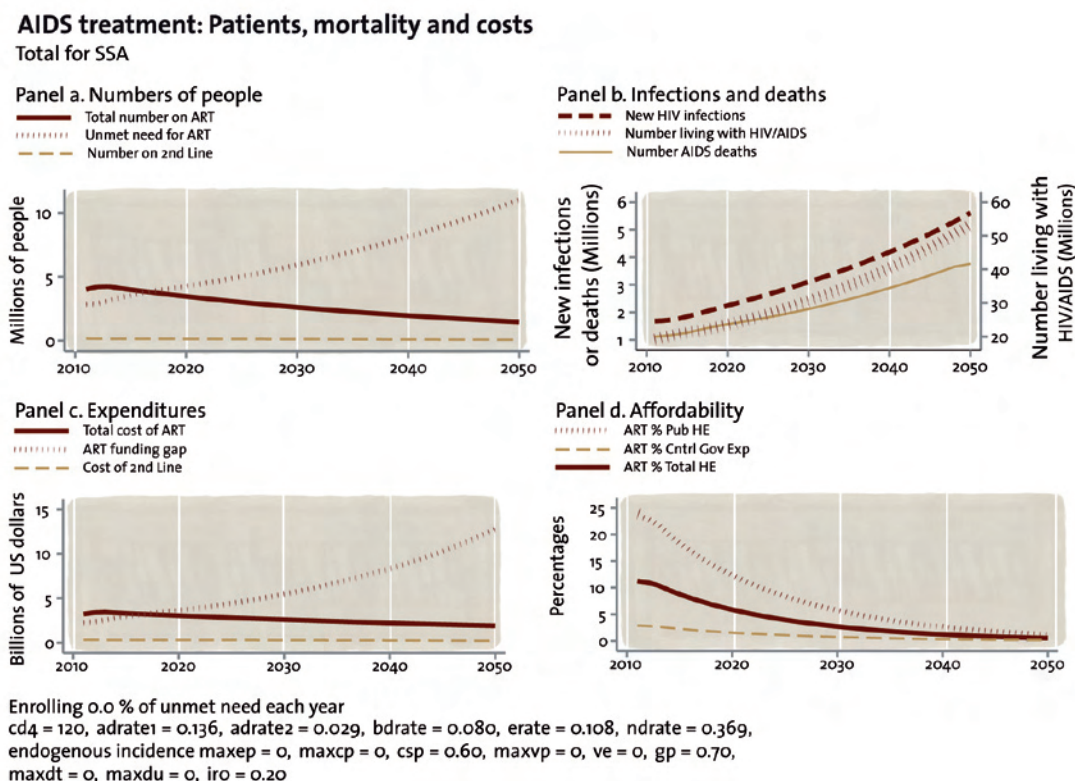 AIDS treatment: Patients, mortality and costs
Total for SSA
Panel a. Numbers of people
Total number on ART
Unmet need for ART
Number on 2nd Line
Millions of people
10
5
0
2010 2020 2030 2040 2050
Panel b. Infections and deaths
New HIV infections
Number living with HIV/AIDS
Number AIDS deaths
New infections
or deaths (Millions)
6
5
4
3
2
1
60
50
40
30
20
Number living with
HIV/AIDS (Millions)
2010 2020 2030 2040 2050
Panel c. Expenditures
Total cost of ART
ART funding gap
Cost of 2nd Line
Billions of US dollars
15
10
5
0
2010 2020 2030 2040 2050
Panel d. Affordability
ART % Pub HE
ART % Cntrl Gov Exp
ART % Total HE
Percentages
25
20
15
10
5
0
2010 2020 2030 2040 2050
Enrolling 0.0 % of unmet need each year
cd4 = 120, adrate1 = 0.136, adrate2 = 0.029, bdrate = 0.080, erate = 0.108, ndrate = 0.369,
endogenous incidence maxep = 0, maxcp = 0, csp = 0.60, maxvp = 0, ve = 0, gp = 0.70,
maxdt = 0, maxdu = 0, iro = 0.20